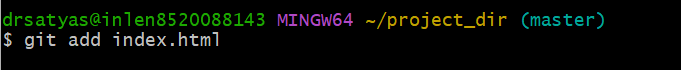 drsatyas@inlen8520088143 MINGW64 ~/project_dir (master)
$ git add index.html